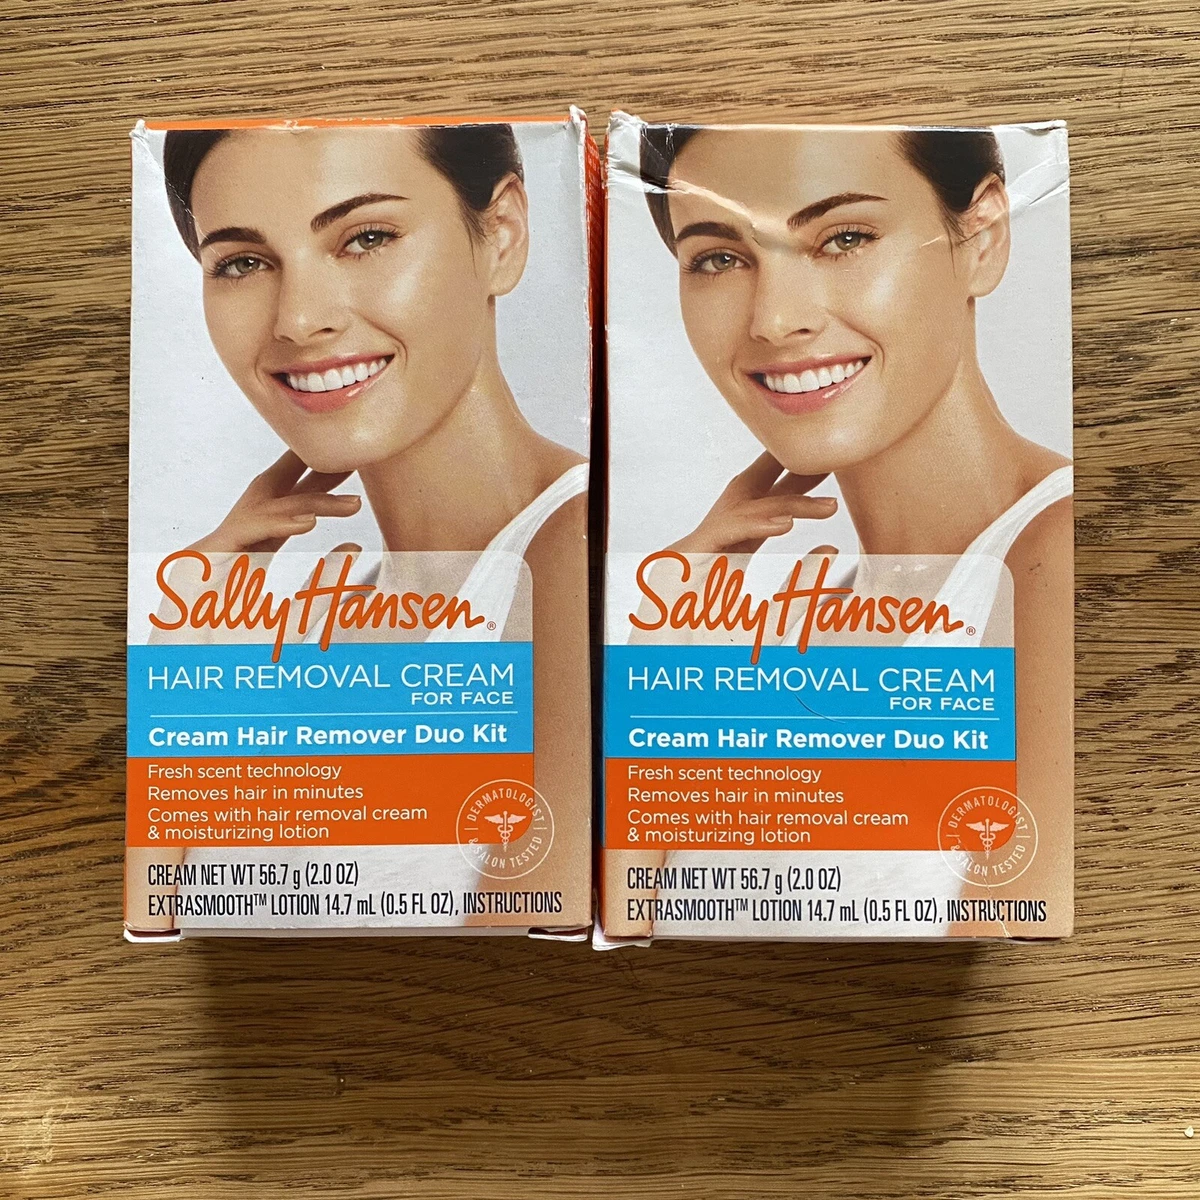 Sally Hansen®
HAIR REMOVAL CREAM
FOR FACE
Cream Hair Remover Duo Kit
Fresh scent technology
Removes hair in minutes
Comes with hair removal cream
& moisturizing lotion
DERMATOLOGIST
& SALON TESTED
CREAM NET WT 56.7 g (2.0 OZ)
EXTRASMOOTH™ LOTION 14.7 mL (0.5 FL OZ), INSTRUCTIONS
Sally Hansen®
HAIR REMOVAL CREAM
FOR FACE
Cream Hair Remover Duo Kit
Fresh scent technology
Removes hair in minutes
Comes with hair removal cream
& moisturizing lotion
DERMATOLOGIST
& SALON TESTED
CREAM NET WT 56.7 g (2.0 OZ)
EXTRASMOOTH™ LOTION 14.7 mL (0.5 FL OZ), INSTRUCTIONS